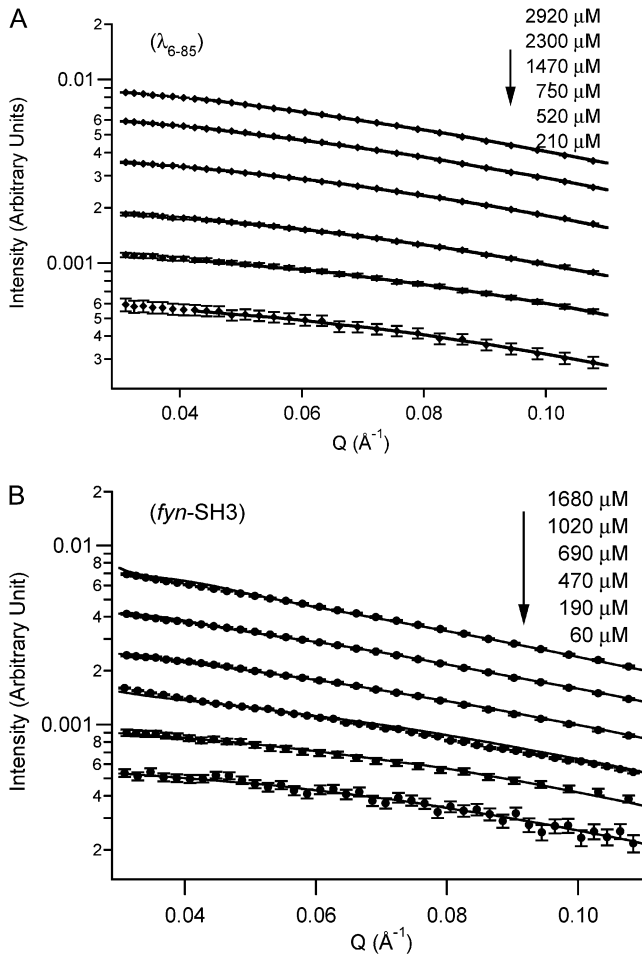 A
(λ6-85)
2920 μM
2300 μM
1470 μM
750 μM
520 μM
210 μM
Intensity (Arbitrary Units)
2
0.01
6
5
4
3
2
0.001
6
5
4
3
0.04 0.06 0.08 0.10
Q (Å-1)
B
(fyn-SH3)
1680 μM
1020 μM
690 μM
470 μM
190 μM
60 μM
Intensity (Arbitrary Unit)
2
0.01
8
6
4
2
0.001
8
6
4
2
0.04 0.06 0.08 0.10
Q (Å-1)